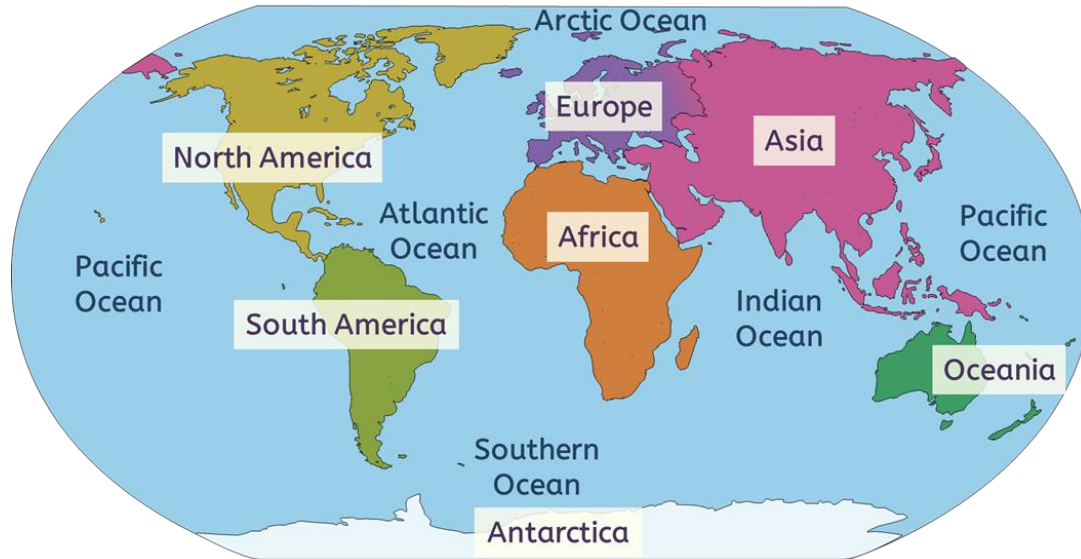 Arctic Ocean
Europe
North America
Asia
Atlantic
Ocean
Africa
Pacific
Ocean
Pacific
Ocean
South America
Indian
Ocean
Oceania
Southern
Ocean
Antarctica